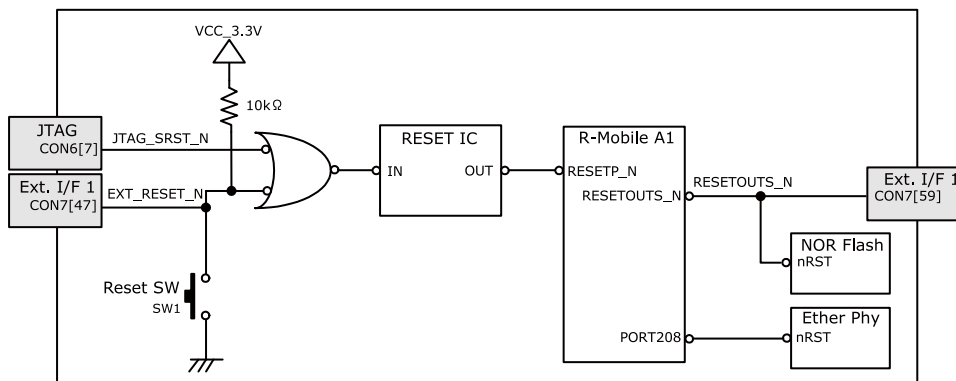 VCC_3.3V
10kΩ
JTAG
CON6[7]
JTAG_SRST_N
Ext. I/F 1
CON7[47]
EXT_RESET_N
Reset SW
SW1
RESET IC
IN
OUT
R-Mobile A1
RESETP_N
RESETOUTS_N
PORT208
RESETOUTS_N
Ext. I/F 1
CON7[59]
NOR Flash
nRST
Ether Phy
nRST